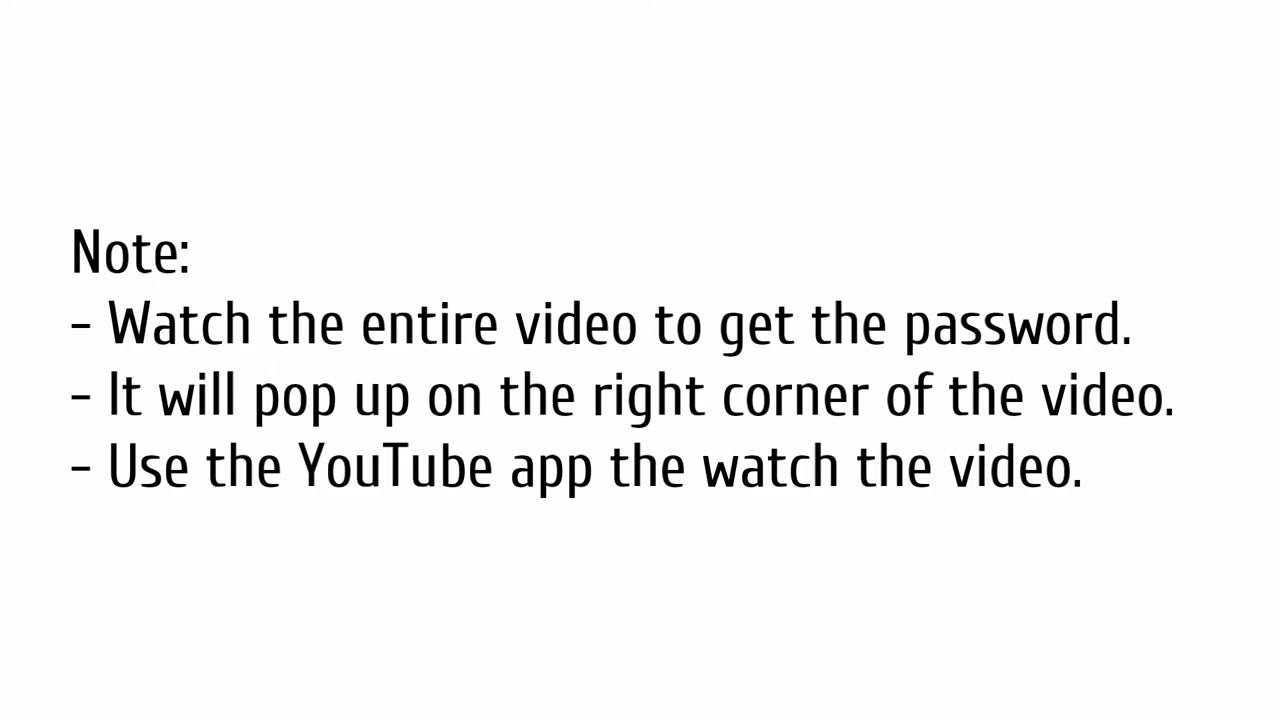 Note:
- Watch the entire video to get the password.
- It will pop up on the right corner of the video.
- Use the YouTube app the watch the video.